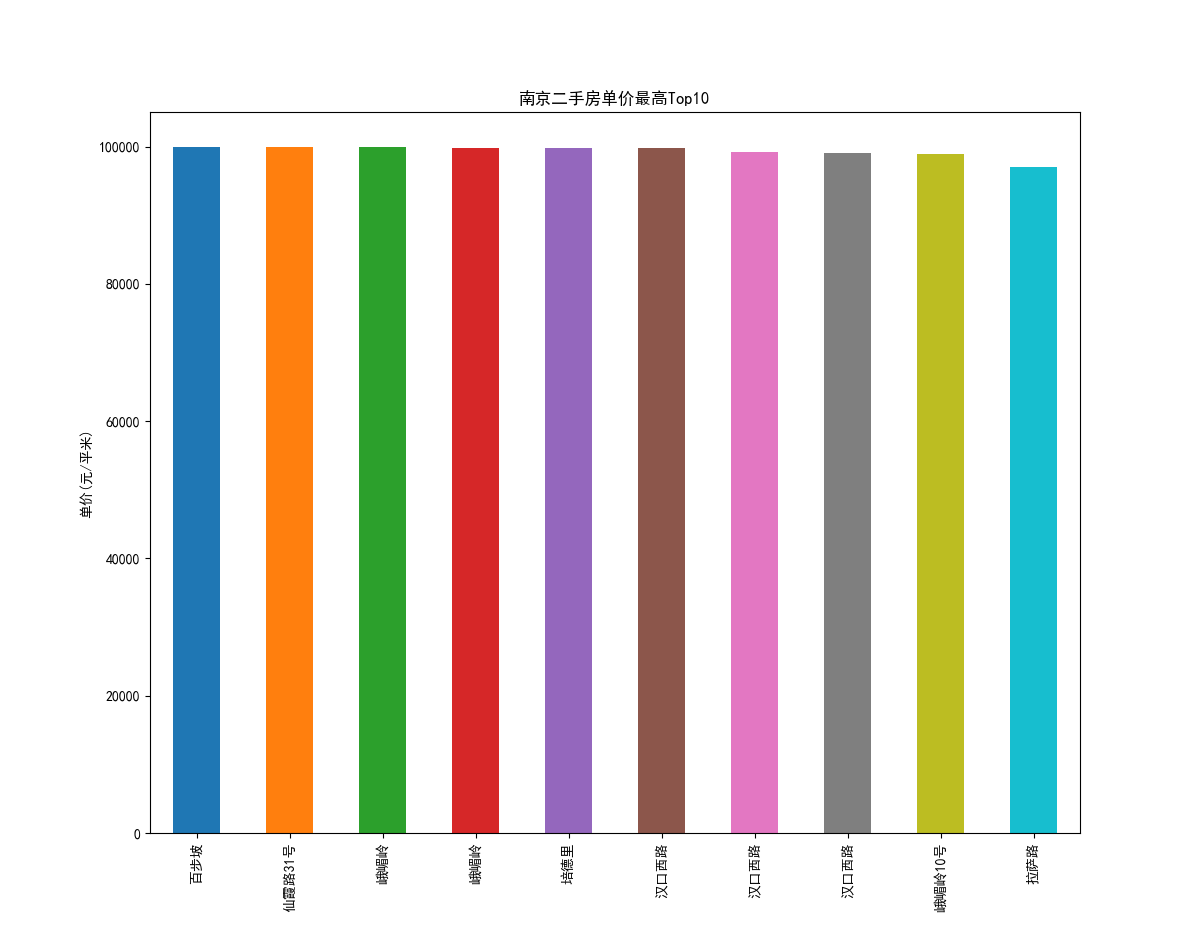 南京二手房单价最高Top10
单价(元/平米)
100000
80000
60000
40000
20000
0
百步坡
仙霞路31号
峨嵋岭
峨嵋岭
培德里
汉口西路
汉口西路
汉口西路
峨嵋岭10号
拉萨路